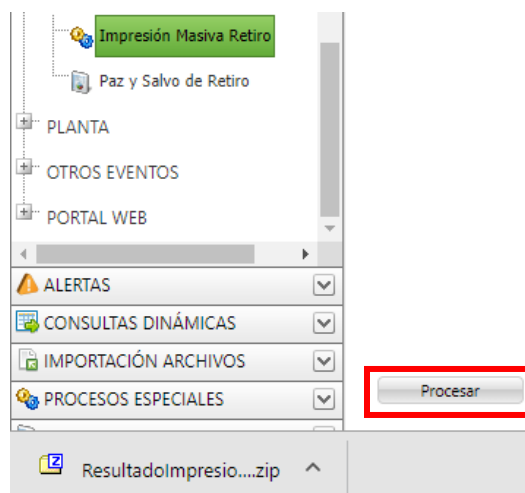 Impresión Masiva Retiro
Paz y Salvo de Retiro
PLANTA
OTROS EVENTOS
PORTAL WEB
ALERTAS
CONSULTAS DINÁMICAS
IMPORTACIÓN ARCHIVOS
PROCESOS ESPECIALES
Procesar
ResultadoImpresio....zip